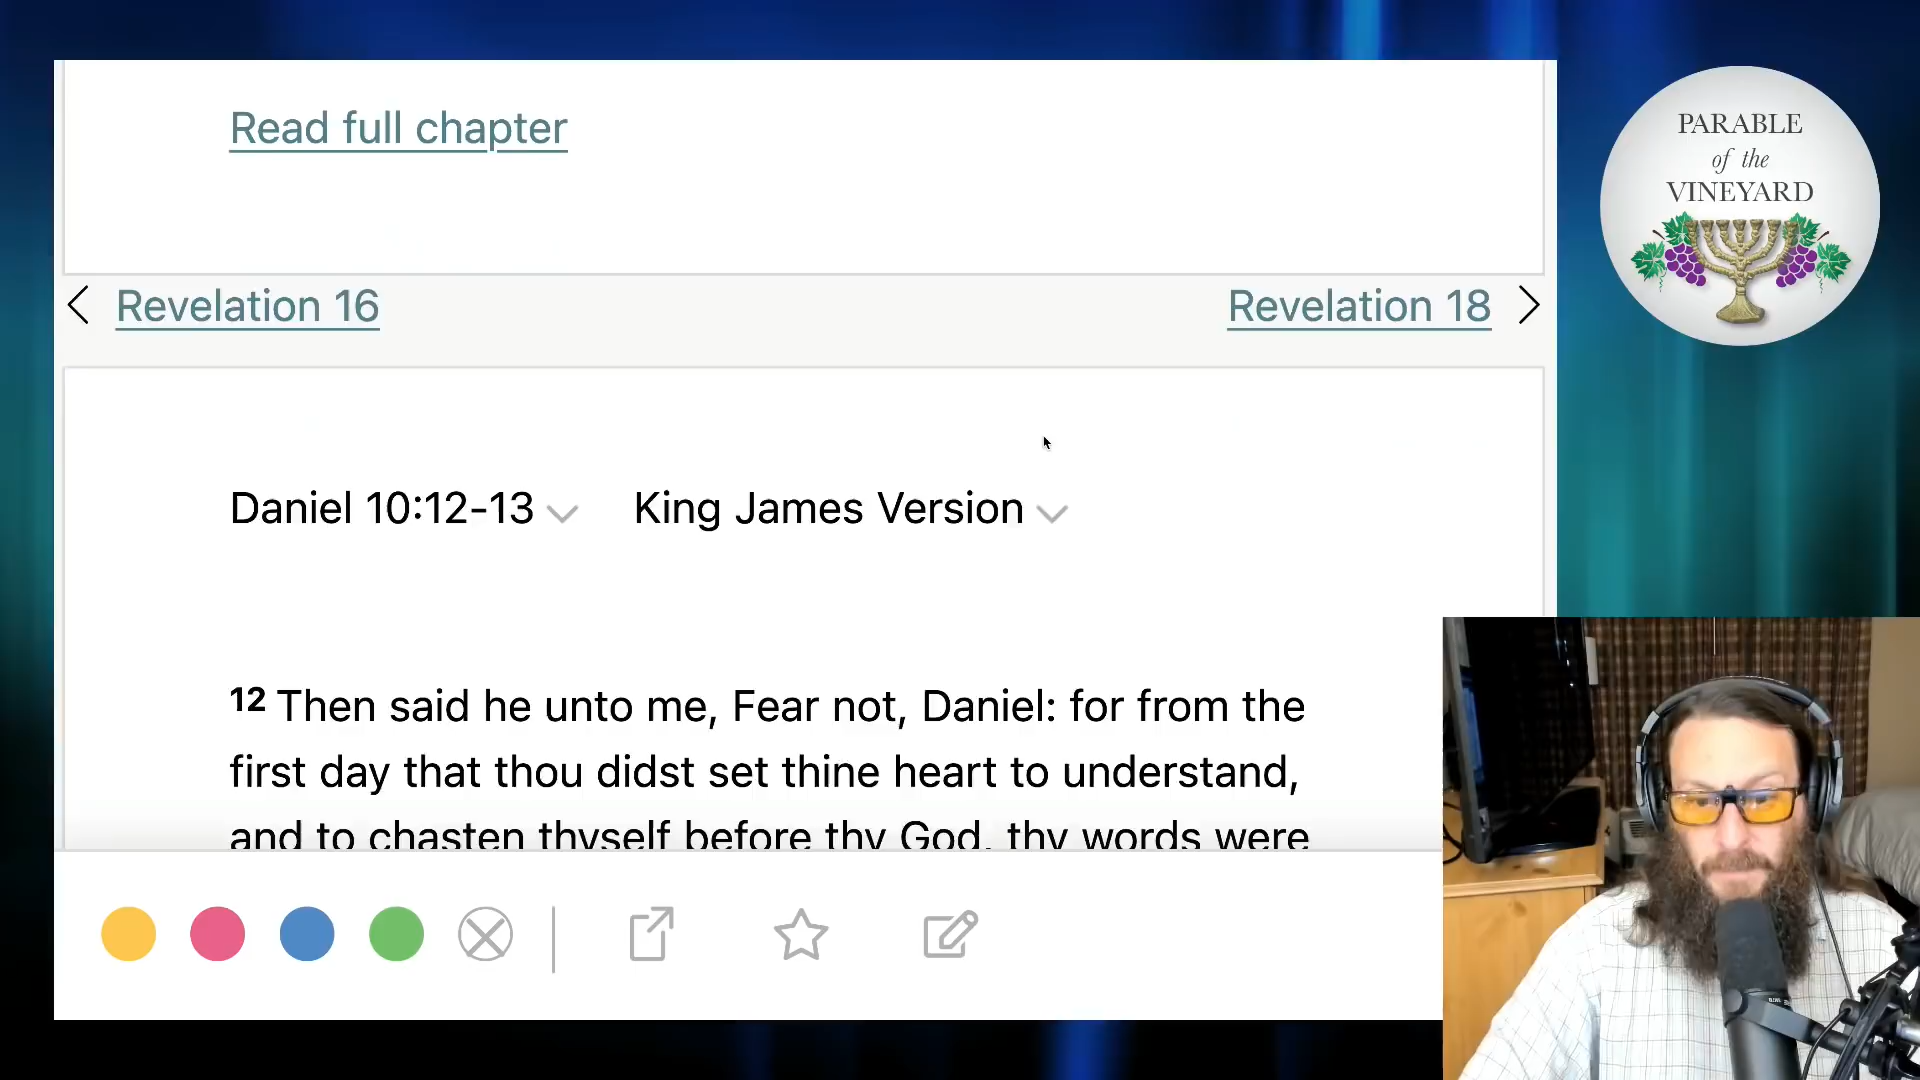 Read full chapter
Revelation 16
Revelation 18
Daniel 10:12-13 King James Version
12 Then said he unto me, Fear not, Daniel: for from the
first day that thou didst set thine heart to understand,
and to chasten thyself before thy God, thy words were
PARABLE
of the
VINEYARD